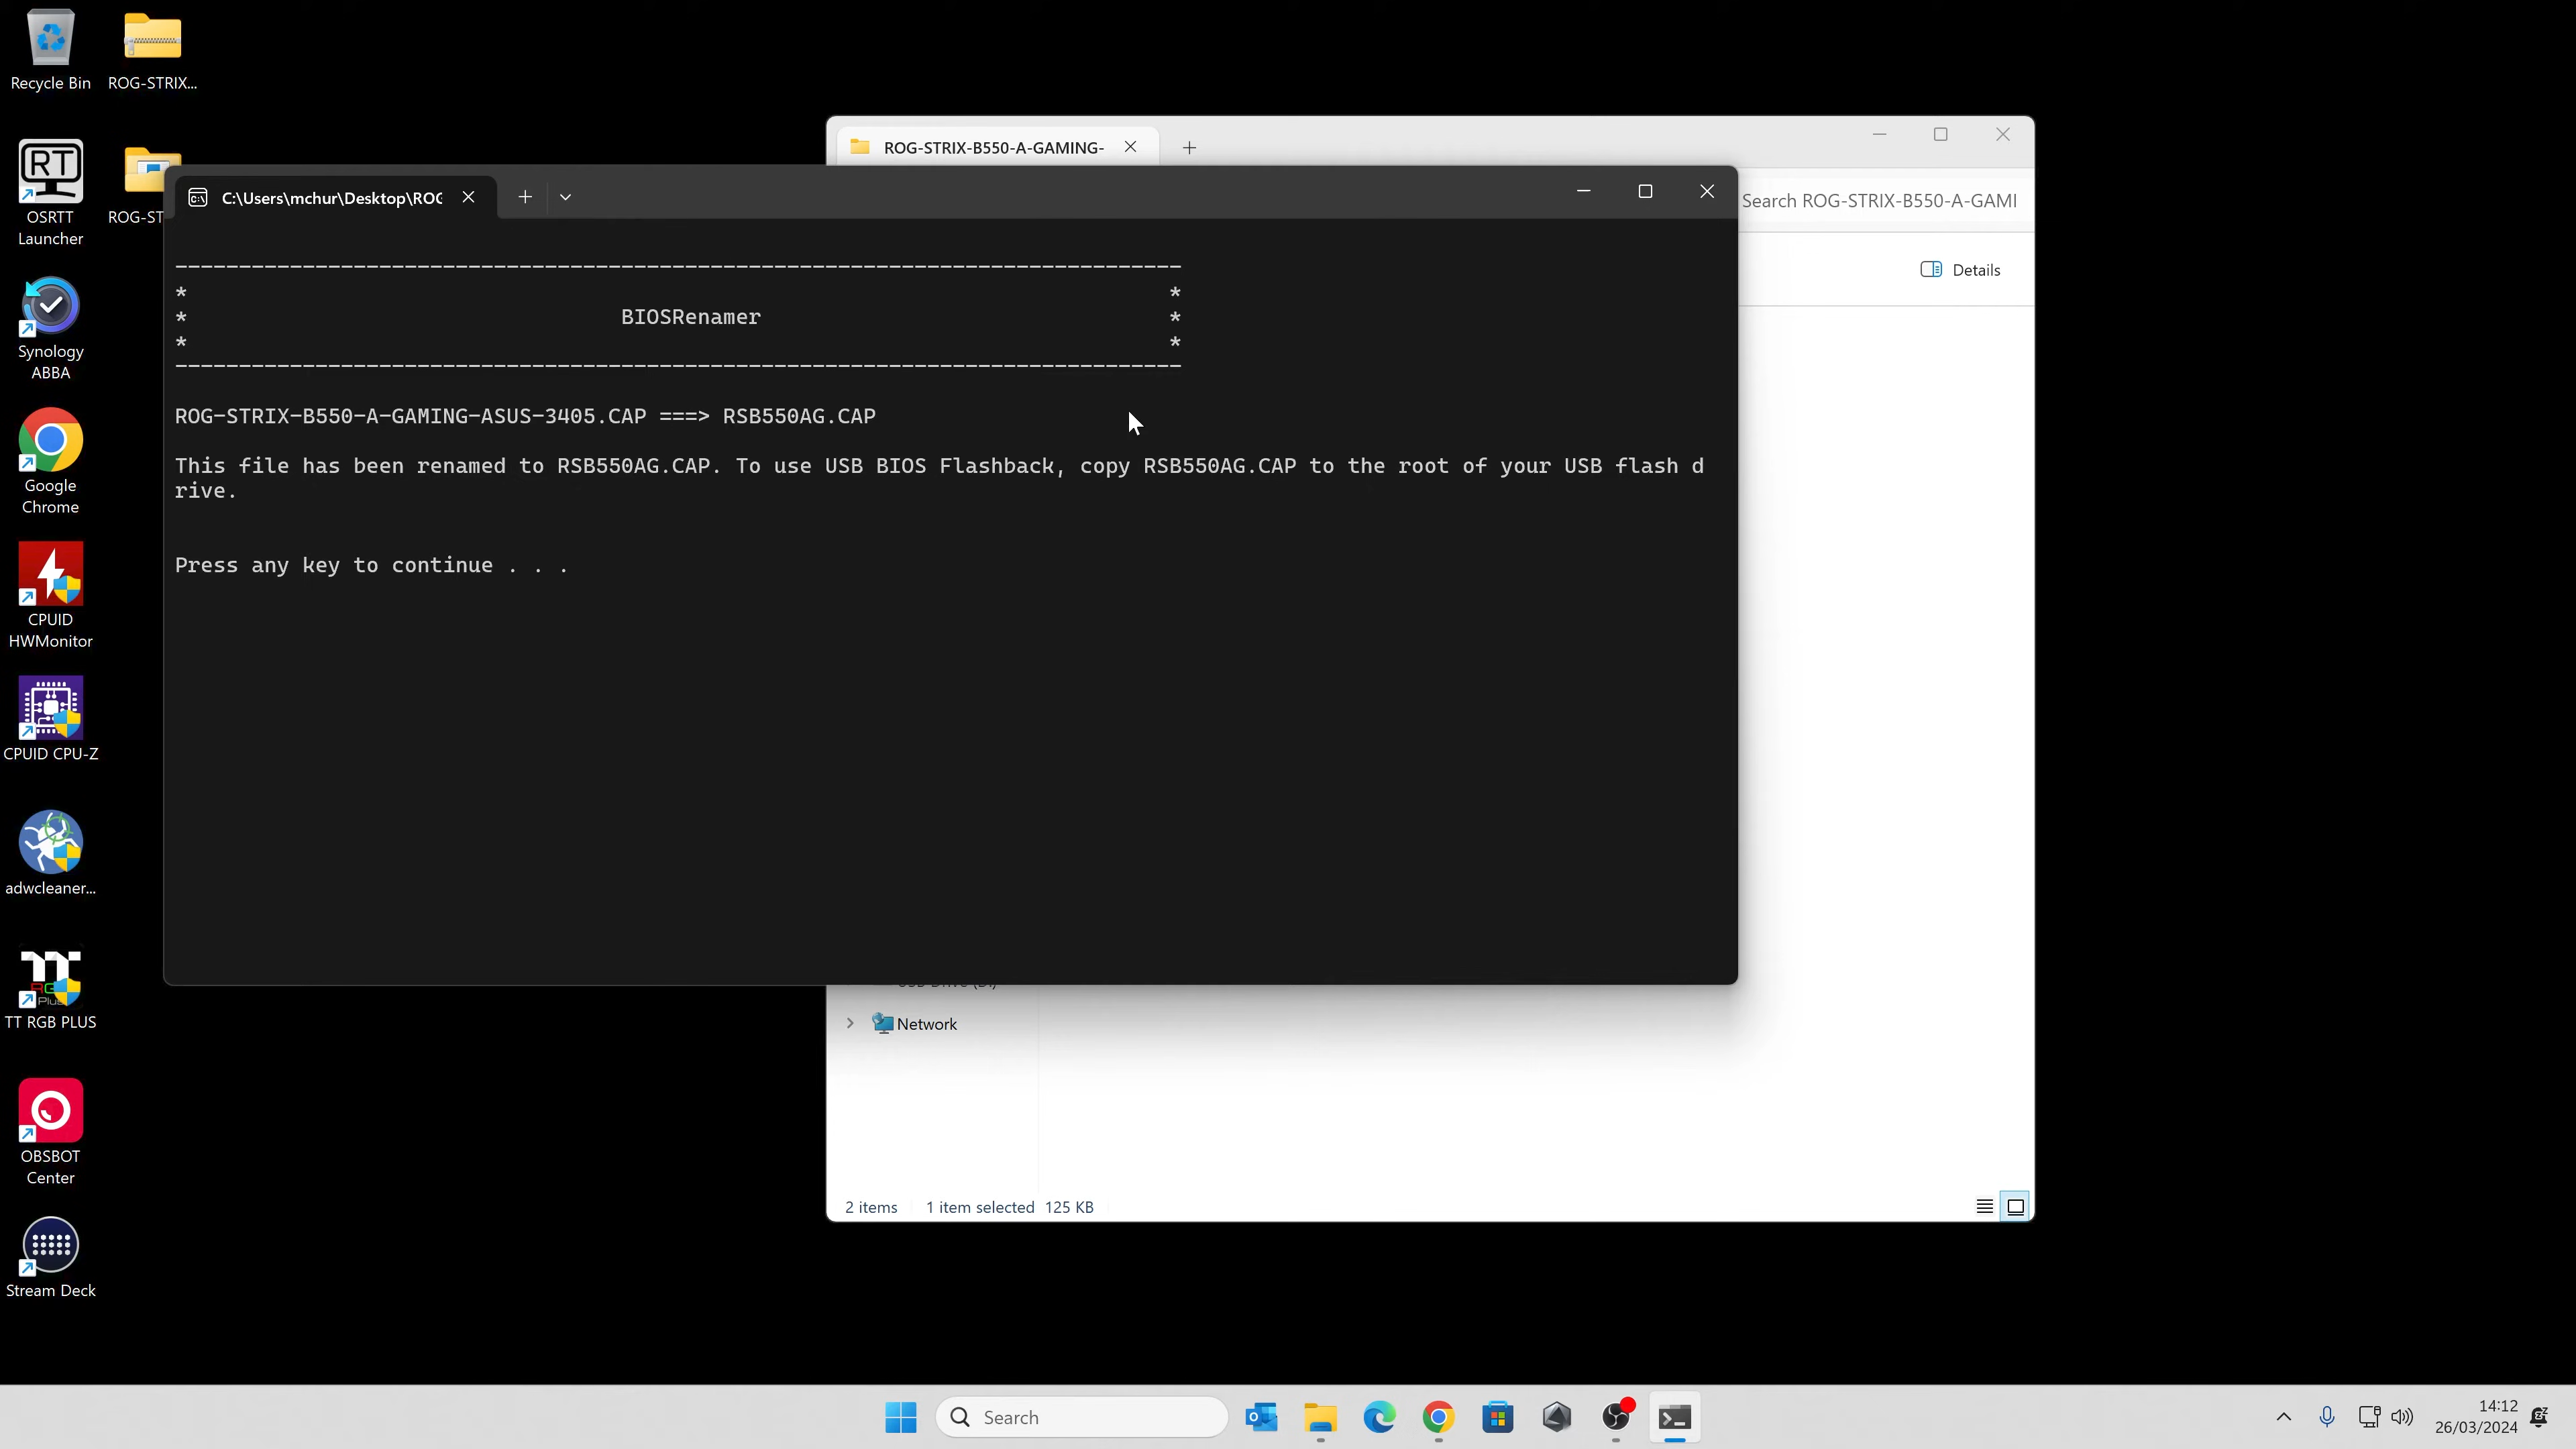 Recycle Bin
ROG-STRIX...
OSRTT
Launcher
ROG-ST
Synology
ABBA
Google
Chrome
CPUID
HWMonitor
CPUID CPU-Z
adwcleaner...
TT RGB PLUS
OBSBOT
Center
Stream Deck
ROG-STRIX-B550-A-GAMING-
Search ROG-STRIX-B550-A-GAMI
Details
C:\Users\mchur\Desktop\ROG
* *
* BIOSRenamer *
* *
ROG-STRIX-B550-A-GAMING-ASUS-3405.CAP ===> RSB550AG.CAP
This file has been renamed to RSB550AG.CAP. To use USB BIOS Flashback, copy RSB550AG.CAP to the root of your USB flash d
rive.
Press any key to continue . . .
USB Drive (D:)
Network
2 items 1 item selected 125 KB
Search
14:12
26/03/2024